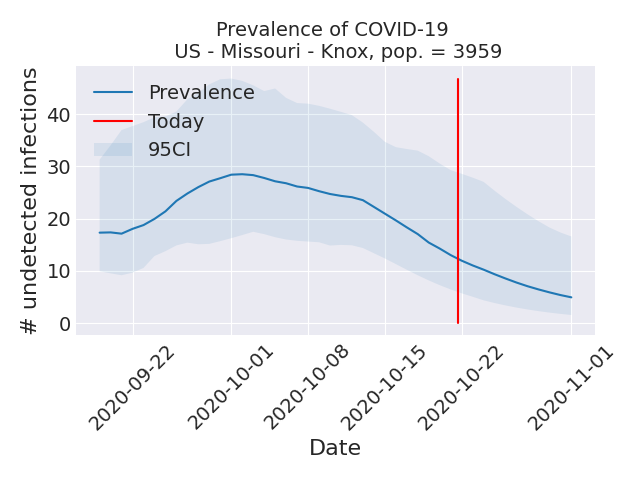 Prevalence of COVID-19
US - Missouri - Knox, pop. = 3959
# undetected infections
40
30
20
10
0
Prevalence
Today
95CI
2020-09-22
2020-10-01
2020-10-08
2020-10-15
2020-10-22
2020-11-01
Date